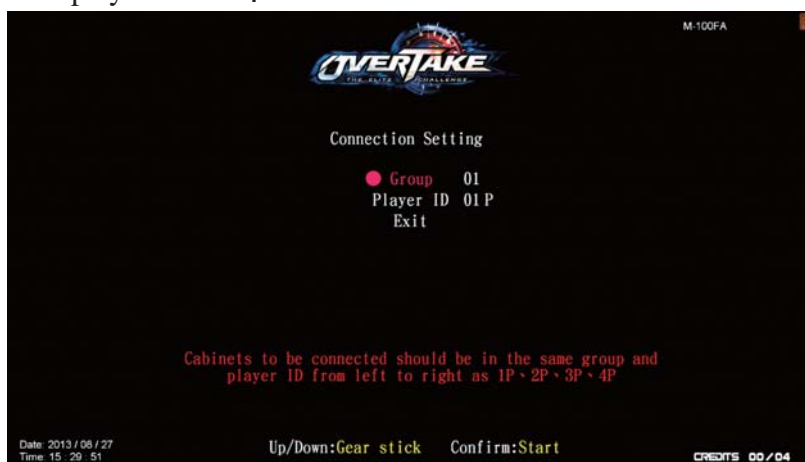 M-100FA
OVERTAKE
THE ELITE CHALLENGE
Connection Setting
Group 01
Player ID 01 P
Exit
Cabinets to be connected should be in the same group and
player ID from left to right as 1P、2P、3P、4P
Date: 2013 / 08 / 27
Time: 15 : 29 : 51
Up/Down:Gear stick Confirm:Start
CREDITS 00/04